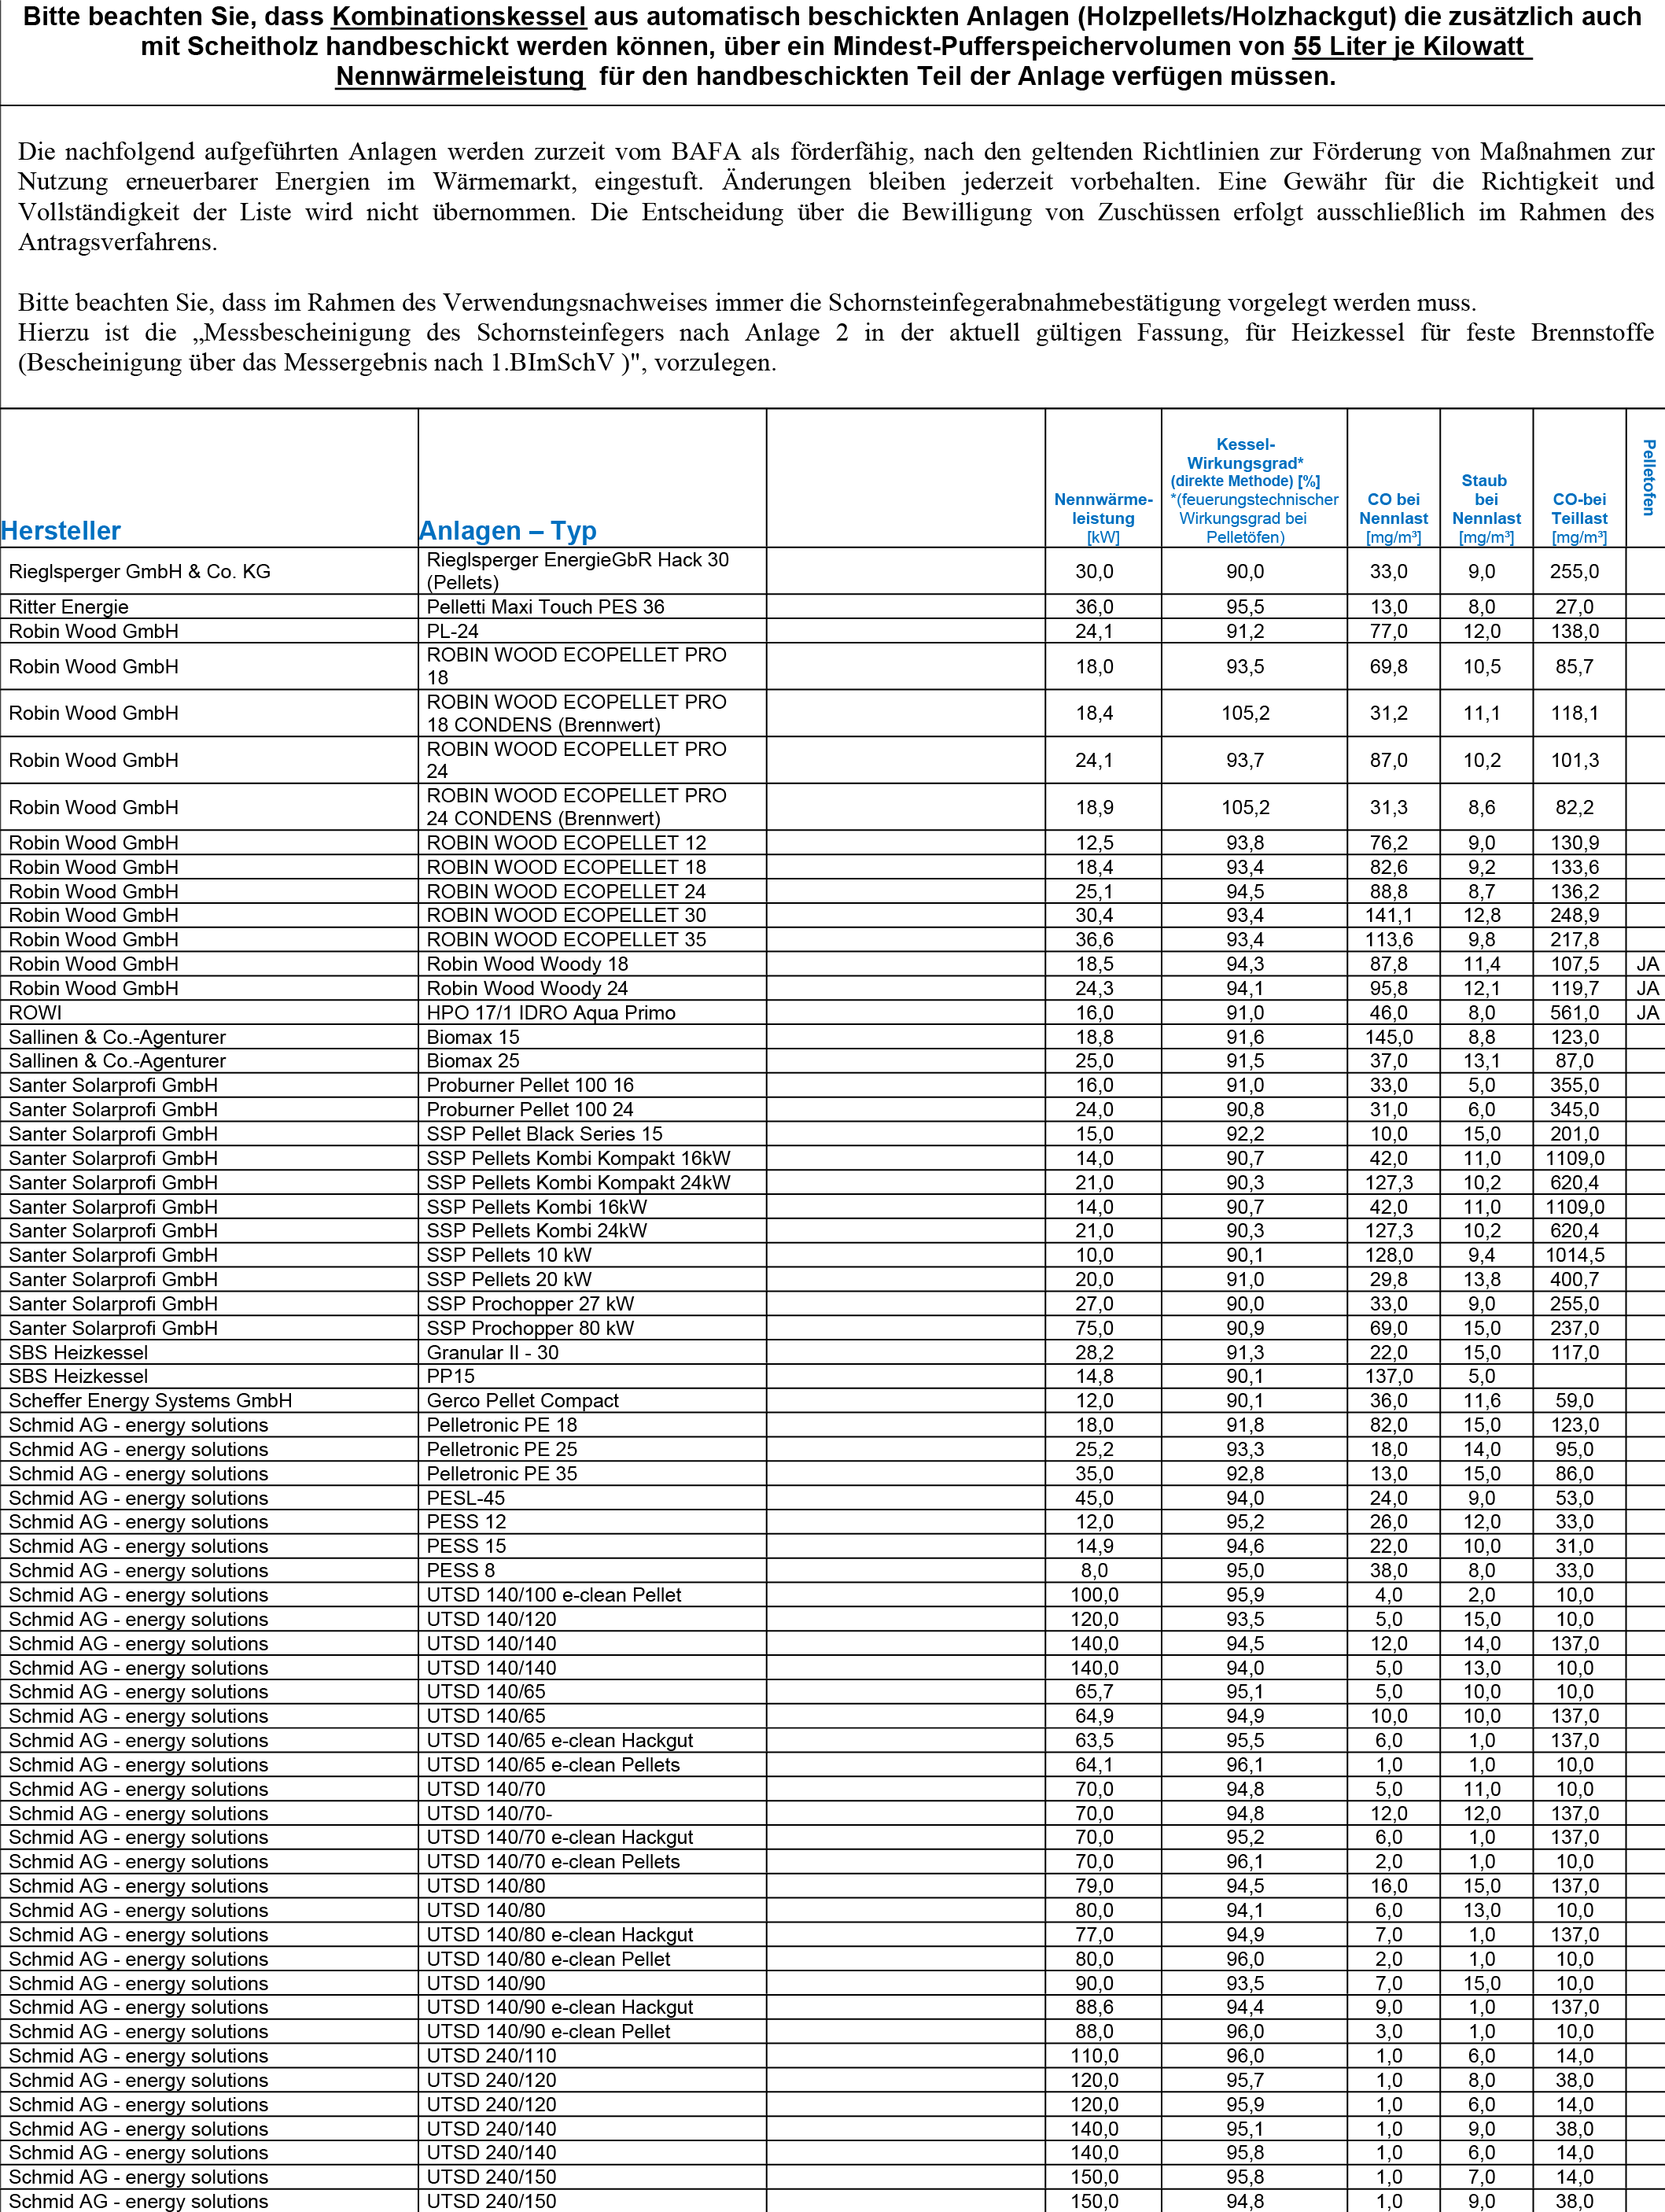 Bitte beachten Sie, dass Kombinationskessel aus automatisch beschickten Anlagen (Holzpellets/Holzhackgut) die zusätzlich auch
mit Scheitholz handbeschickt werden können, über ein Mindest-Pufferspeichervolumen von 55 Liter je Kilowatt
Nennwärmeleistung für den handbeschickten Teil der Anlage verfügen müssen.
Die nachfolgend aufgeführten Anlagen werden zurzeit vom BAFA als förderfähig, nach den geltenden Richtlinien zur Förderung von Maßnahmen zur
Nutzung erneuerbarer Energien im Wärmemarkt, eingestuft. Änderungen bleiben jederzeit vorbehalten. Eine Gewähr für die Richtigkeit und
Vollständigkeit der Liste wird nicht übernommen. Die Entscheidung über die Bewilligung von Zuschüssen erfolgt ausschließlich im Rahmen des
Antragsverfahrens.
Bitte beachten Sie, dass im Rahmen des Verwendungsnachweises immer die Schornsteinfegerabnahmebestätigung vorgelegt werden muss.
Hierzu ist die „Messbescheinigung des Schornsteinfegers nach Anlage 2 in der aktuell gültigen Fassung, für Heizkessel für feste Brennstoffe
(Bescheinigung über das Messergebnis nach 1.BImSchV )", vorzulegen.
Hersteller
Anlagen – Typ
Nennwärme-
leistung
[kW]
Kessel-
Wirkungsgrad*
(direkte Methode) [%]
*(feuerungstechnischer
Wirkungsgrad bei
Pelletöfen)
CO bei
Nennlast
[mg/m³]
Staub
bei
Nennlast
[mg/m³]
CO-bei
Teillast
[mg/m³]
Pelletofen
Rieglsperger GmbH & Co. KG Rieglsperger EnergieGbR Hack 30
(Pellets) 30,0 90,0 33,0 9,0 255,0
Ritter Energie Pelletti Maxi Touch PES 36 36,0 95,5 13,0 8,0 27,0
Robin Wood GmbH PL-24 24,1 91,2 77,0 12,0 138,0
Robin Wood GmbH ROBIN WOOD ECOPELLET PRO
18 18,0 93,5 69,8 10,5 85,7
Robin Wood GmbH ROBIN WOOD ECOPELLET PRO
18 CONDENS (Brennwert) 18,4 105,2 31,2 11,1 118,1
Robin Wood GmbH ROBIN WOOD ECOPELLET PRO
24 24,1 93,7 87,0 10,2 101,3
Robin Wood GmbH ROBIN WOOD ECOPELLET PRO
24 CONDENS (Brennwert) 18,9 105,2 31,3 8,6 82,2
Robin Wood GmbH ROBIN WOOD ECOPELLET 12 12,5 93,8 76,2 9,0 130,9
Robin Wood GmbH ROBIN WOOD ECOPELLET 18 18,4 93,4 82,6 9,2 133,6
Robin Wood GmbH ROBIN WOOD ECOPELLET 24 25,1 94,5 88,8 8,7 136,2
Robin Wood GmbH ROBIN WOOD ECOPELLET 30 30,4 93,4 141,1 12,8 248,9
Robin Wood GmbH ROBIN WOOD ECOPELLET 35 36,6 93,4 113,6 9,8 217,8
Robin Wood GmbH Robin Wood Woody 18 18,5 94,3 87,8 11,4 107,5 JA
Robin Wood GmbH Robin Wood Woody 24 24,3 94,1 95,8 12,1 119,7 JA
ROWI HPO 17/1 IDRO Aqua Primo 16,0 91,0 46,0 8,0 561,0 JA
Sallinen & Co.-Agenturer Biomax 15 18,8 91,6 145,0 8,8 123,0
Sallinen & Co.-Agenturer Biomax 25 25,0 91,5 37,0 13,1 87,0
Santer Solarprofi GmbH Proburner Pellet 100 16 16,0 91,0 33,0 5,0 355,0
Santer Solarprofi GmbH Proburner Pellet 100 24 24,0 90,8 31,0 6,0 345,0
Santer Solarprofi GmbH SSP Pellet Black Series 15 15,0 92,2 10,0 15,0 201,0
Santer Solarprofi GmbH SSP Pellets Kombi Kompakt 16kW 14,0 90,7 42,0 11,0 1109,0
Santer Solarprofi GmbH SSP Pellets Kombi Kompakt 24kW 21,0 90,3 127,3 10,2 620,4
Santer Solarprofi GmbH SSP Pellets Kombi 16kW 14,0 90,7 42,0 11,0 1109,0
Santer Solarprofi GmbH SSP Pellets Kombi 24kW 21,0 90,3 127,3 10,2 620,4
Santer Solarprofi GmbH SSP Pellets 10 kW 10,0 90,1 128,0 9,4 1014,5
Santer Solarprofi GmbH SSP Pellets 20 kW 20,0 91,0 29,8 13,8 400,7
Santer Solarprofi GmbH SSP Prochopper 27 kW 27,0 90,0 33,0 9,0 255,0
Santer Solarprofi GmbH SSP Prochopper 80 kW 75,0 90,9 69,0 15,0 237,0
SBS Heizkessel Granular II - 30 28,2 91,3 22,0 15,0 117,0
SBS Heizkessel PP15 14,8 90,1 137,0 5,0
Scheffer Energy Systems GmbH Gerco Pellet Compact 12,0 90,1 36,0 11,6 59,0
Schmid AG - energy solutions Pelletronic PE 18 18,0 91,8 82,0 15,0 123,0
Schmid AG - energy solutions Pelletronic PE 25 25,2 93,3 18,0 14,0 95,0
Schmid AG - energy solutions Pelletronic PE 35 35,0 92,8 13,0 15,0 86,0
Schmid AG - energy solutions PESL-45 45,0 94,0 24,0 9,0 53,0
Schmid AG - energy solutions PESS 12 12,0 95,2 26,0 12,0 33,0
Schmid AG - energy solutions PESS 15 14,9 94,6 22,0 10,0 31,0
Schmid AG - energy solutions PESS 8 8,0 95,0 38,0 8,0 33,0
Schmid AG - energy solutions UTSD 140/100 e-clean Pellet 100,0 95,9 4,0 2,0 10,0
Schmid AG - energy solutions UTSD 140/120 120,0 93,5 5,0 15,0 10,0
Schmid AG - energy solutions UTSD 140/140 140,0 94,5 12,0 14,0 137,0
Schmid AG - energy solutions UTSD 140/140 140,0 94,0 5,0 13,0 10,0
Schmid AG - energy solutions UTSD 140/65 65,7 95,1 5,0 10,0 10,0
Schmid AG - energy solutions UTSD 140/65 64,9 94,9 10,0 10,0 137,0
Schmid AG - energy solutions UTSD 140/65 e-clean Hackgut 63,5 95,5 6,0 1,0 137,0
Schmid AG - energy solutions UTSD 140/65 e-clean Pellets 64,1 96,1 1,0 1,0 10,0
Schmid AG - energy solutions UTSD 140/70 70,0 94,8 5,0 11,0 10,0
Schmid AG - energy solutions UTSD 140/70- 70,0 94,8 12,0 12,0 137,0
Schmid AG - energy solutions UTSD 140/70 e-clean Hackgut 70,0 95,2 6,0 1,0 137,0
Schmid AG - energy solutions UTSD 140/70 e-clean Pellets 70,0 96,1 2,0 1,0 10,0
Schmid AG - energy solutions UTSD 140/80 79,0 94,5 16,0 15,0 137,0
Schmid AG - energy solutions UTSD 140/80 80,0 94,1 6,0 13,0 10,0
Schmid AG - energy solutions UTSD 140/80 e-clean Hackgut 77,0 94,9 7,0 1,0 137,0
Schmid AG - energy solutions UTSD 140/80 e-clean Pellet 80,0 96,0 2,0 1,0 10,0
Schmid AG - energy solutions UTSD 140/90 90,0 93,5 7,0 15,0 10,0
Schmid AG - energy solutions UTSD 140/90 e-clean Hackgut 88,6 94,4 9,0 1,0 137,0
Schmid AG - energy solutions UTSD 140/90 e-clean Pellet 88,0 96,0 3,0 1,0 10,0
Schmid AG - energy solutions UTSD 240/110 110,0 96,0 1,0 6,0 14,0
Schmid AG - energy solutions UTSD 240/120 120,0 95,7 1,0 8,0 38,0
Schmid AG - energy solutions UTSD 240/120 120,0 95,9 1,0 6,0 14,0
Schmid AG - energy solutions UTSD 240/140 140,0 95,1 1,0 9,0 38,0
Schmid AG - energy solutions UTSD 240/140 140,0 95,8 1,0 6,0 14,0
Schmid AG - energy solutions UTSD 240/150 150,0 95,8 1,0 7,0 14,0
Schmid AG - energy solutions UTSD 240/150 150,0 94,8 1,0 9,0 38,0